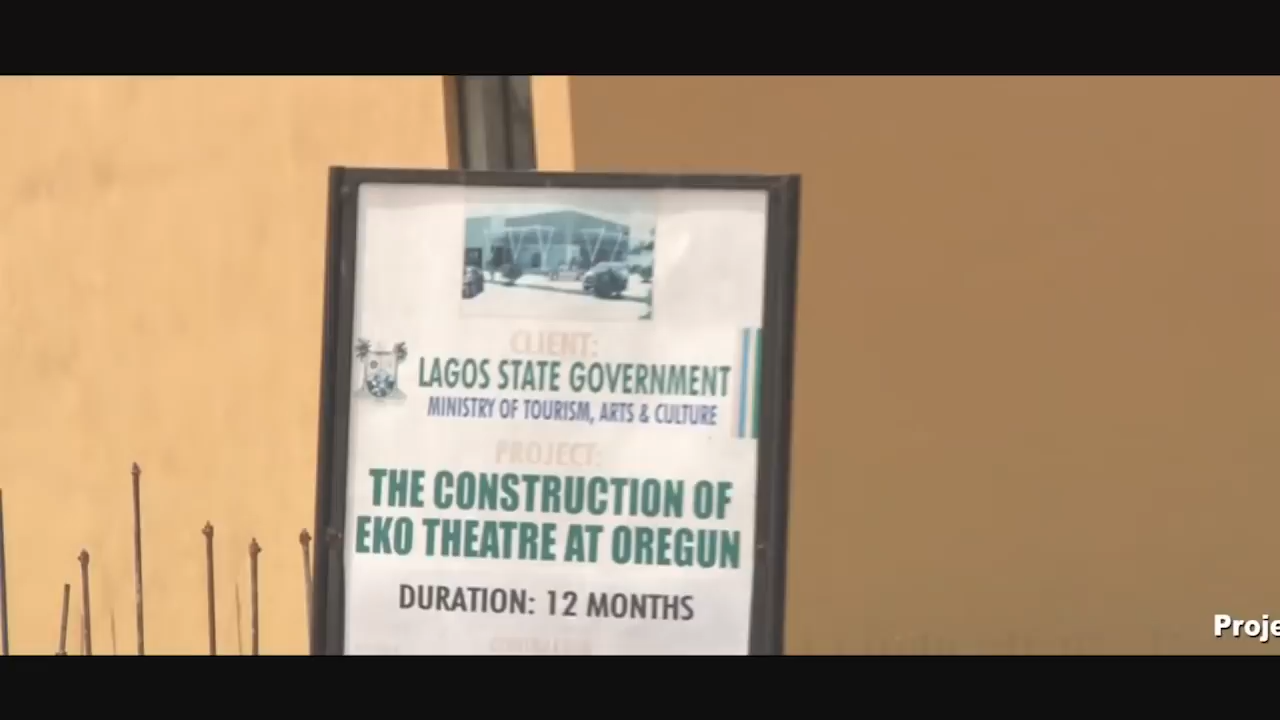 CLIENT:
LAGOS STATE GOVERNMENT
MINISTRY OF TOURISM, ARTS & CULTURE
PROJECT:
THE CONSTRUCTION OF
EKO THEATRE AT OREGUN
DURATION: 12 MONTHS
Proje